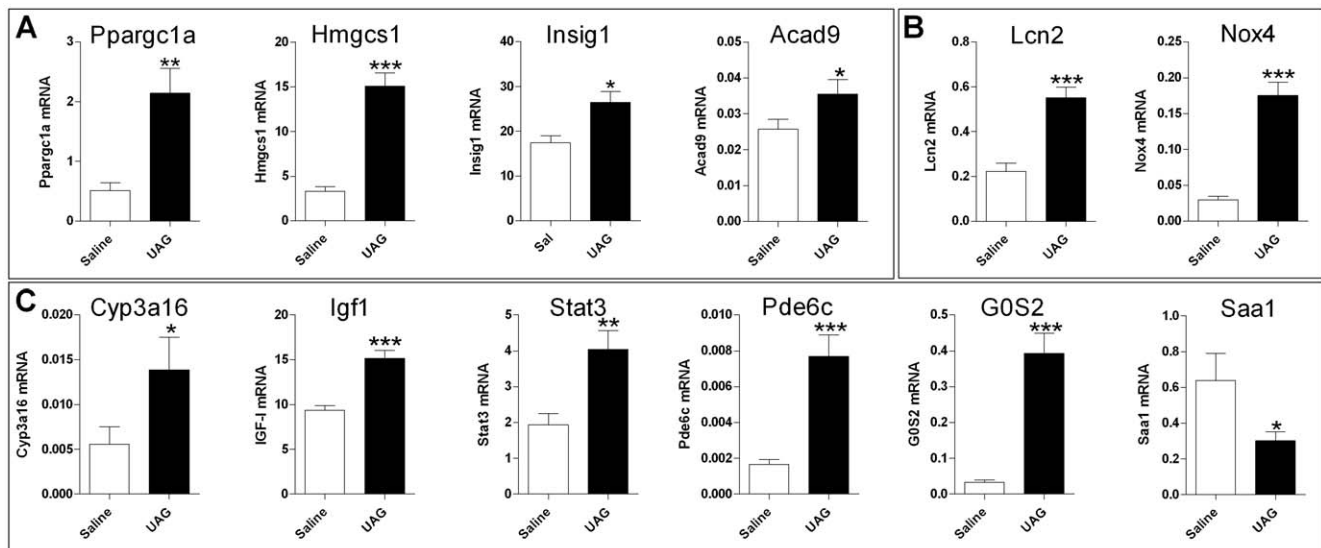 A
Ppargc1a
Ppargc1a mRNA
3
2
1
0
**
Saline
UAG
Hmgcs1
Hmgcs1 mRNA
20
15
10
5
0
***
Saline
UAG
Insig1
Insig1 mRNA
40
30
20
10
0
*
Sal
UAG
Acad9
Acad9 mRNA
0.05
0.04
0.03
0.02
0.01
0.00
*
Saline
UAG
B
Lcn2
Lcn2 mRNA
0.8
0.6
0.4
0.2
0.0
***
Saline
UAG
Nox4
Nox4 mRNA
0.25
0.20
0.15
0.10
0.05
0.00
***
Saline
UAG
C
Cyp3a16
Cyp3a16 mRNA
0.020
0.015
0.010
0.005
0.000
*
Saline
UAG
Igf1
IGF-I mRNA
20
15
10
5
0
***
Saline
UAG
Stat3
Stat3 mRNA
5
4
3
2
1
0
**
Saline
UAG
Pde6c
Pde6c mRNA
0.010
0.008
0.006
0.004
0.002
0.000
***
Saline
UAG
G0S2
G0S2 mRNA
0.5
0.4
0.3
0.2
0.1
0.0
***
Saline
UAG
Saa1
Saa1 mRNA
1.0
0.8
0.6
0.4
0.2
0.0
*
Saline
UAG